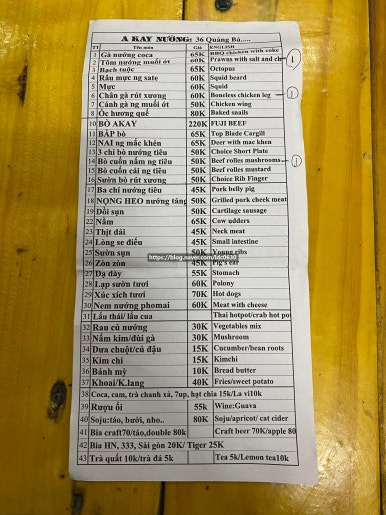 A KAY NƯỚNG: 36 Quảng Bá.....
TT Tên món Giá ENGLISH
1 Gà nướng coca 65K BBQ chicken with coke
2 Tôm nướng muối ớt 60K Prawns with salt and ch
3 Bạch tuộc 65K Octopus
4 Râu mực ng sate 60K Squid beard
5 Mực 60K Squid
6 Chân gà rút xương 60K Boneless chicken leg
7 Cánh gà ng muối ớt 50K Chicken wing
8 Ốc hương quế 80K Baked snails
10 BÒ AKAY 220K FUJI BEEF
11 BẮP bò 65K Top Blade Cargill
12 NAI ng mắc khén 65K Deer with mac khen
13 3 chỉ bò nướng tiêu 50K Choice Short Plate
14 Bò cuốn nấm ng tiêu 50K Beef rolles mushrooms
15 Bò cuốn cải ng tiêu 50K Beef rolles vegetables
16 Sườn bò rút xương 50K Choice Rib Finger
17 Ba chỉ nướng tiêu 45K Pork belly pig
18 NỌNG HEO nướng tảng 50K Grilled pork cheek meat
19 Dồi sụn 50K Cartilage sausage
22 Nầm 65K Cow udders
23 Thịt dải 45K Neck meat
24 Lòng se điếu 45K Small intestine
25 Sườn sụn 50K Young ribs
https://blog.naver.com/ldc0630
26 Zòn zòn 45K Pig's ear
27 Dạ dày 55K Stomach
28 Lạp sườn tươi 60K Polony
29 Xúc xích tươi 70K Hot dogs
30 Nem nướng phomai 60K Meat with cheese
31 Lẩu thái/ lẩu cua Thai hotpot/crab hot pot
32 Rau củ nướng 30K Vegetables mix
33 Nấm kim/đùi gà 30K Mushroom
34 Dưa chuột/củ đậu 15K Cucumber/bean roots
35 Kim chi 15K Kimchi
36 Bánh mỳ 10K Bread butter
37 Khoai/K.lang 40K Fries/sweet potato
38 Coca, cam, trà chanh xả, 7up, hạt chia 15k/La vi10k
39 Rượu ổi 55k Wine:Guava
40 Soju:táo, bưởi, nho.. 80K Soju/apricot/ cat cider
41 Bia craft70/táo,double 80k Craft beer 70K/apple 80
42 Bia HN, 333, Sài gòn 20K/ Tiger 25K
43 Trà quất 10k/trà đá 5k Tea 5k/Lemon tea10k